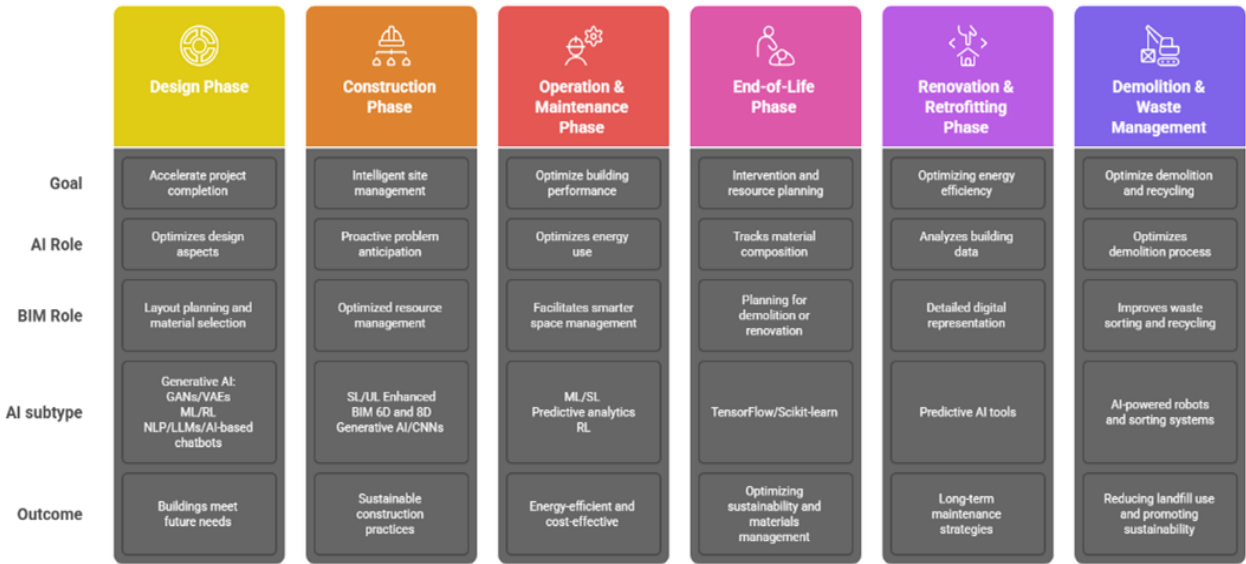 Design Phase
Construction
Phase
Operation &
Maintenance
Phase
End-of-Life
Phase
Renovation &
Retrofitting
Phase
Demolition &
Waste
Management
Goal
Accelerate project
completion
Intelligent site
management
Optimize building
performance
Intervention and
resource planning
Optimizing energy
efficiency
Optimize demolition
and recycling
AI Role
Optimizes design
aspects
Proactive problem
anticipation
Optimizes energy
use
Tracks material
composition
Analyzes building
data
Optimizes
demolition process
BIM Role
Layout planning and
material selection
Optimized resource
management
Facilitates smarter
space management
Planning for
demolition or
renovation
Detailed digital
representation
Improves waste
sorting and recycling
AI subtype
Generative AI:
GANs/VAEs
ML/RL
NLP/LLMs/AI-based
chatbots
SL/UL Enhanced
BIM 6D and 8D
Generative AI/CNNs
ML/SL
Predictive analytics
RL
TensorFlow/Scikit-learn
Predictive AI tools
AI-powered robots
and sorting systems
Outcome
Buildings meet
future needs
Sustainable
construction
practices
Energy-efficient and
cost-effective
Optimizing
sustainability and
materials
management
Long-term
maintenance
strategies
Reducing landfill use
and promoting
sustainability